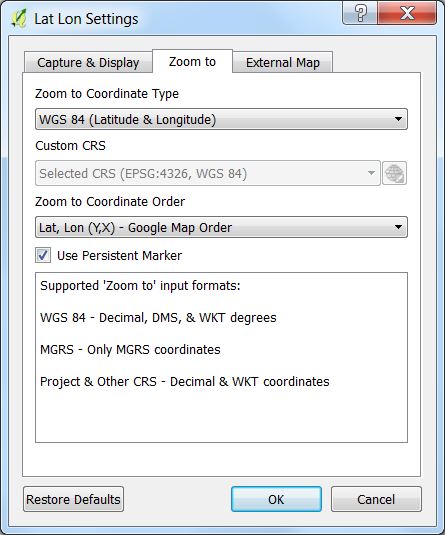 Lat Lon Settings
Capture & Display
Zoom to
External Map
Zoom to Coordinate Type
WGS 84 (Latitude & Longitude)
Custom CRS
Selected CRS (EPSG:4326, WGS 84)
Zoom to Coordinate Order
Lat, Lon (Y,X) - Google Map Order
Use Persistent Marker
Supported 'Zoom to' input formats:
WGS 84 - Decimal, DMS, & WKT degrees
MGRS - Only MGRS coordinates
Project & Other CRS - Decimal & WKT coordinates
Restore Defaults
OK
Cancel